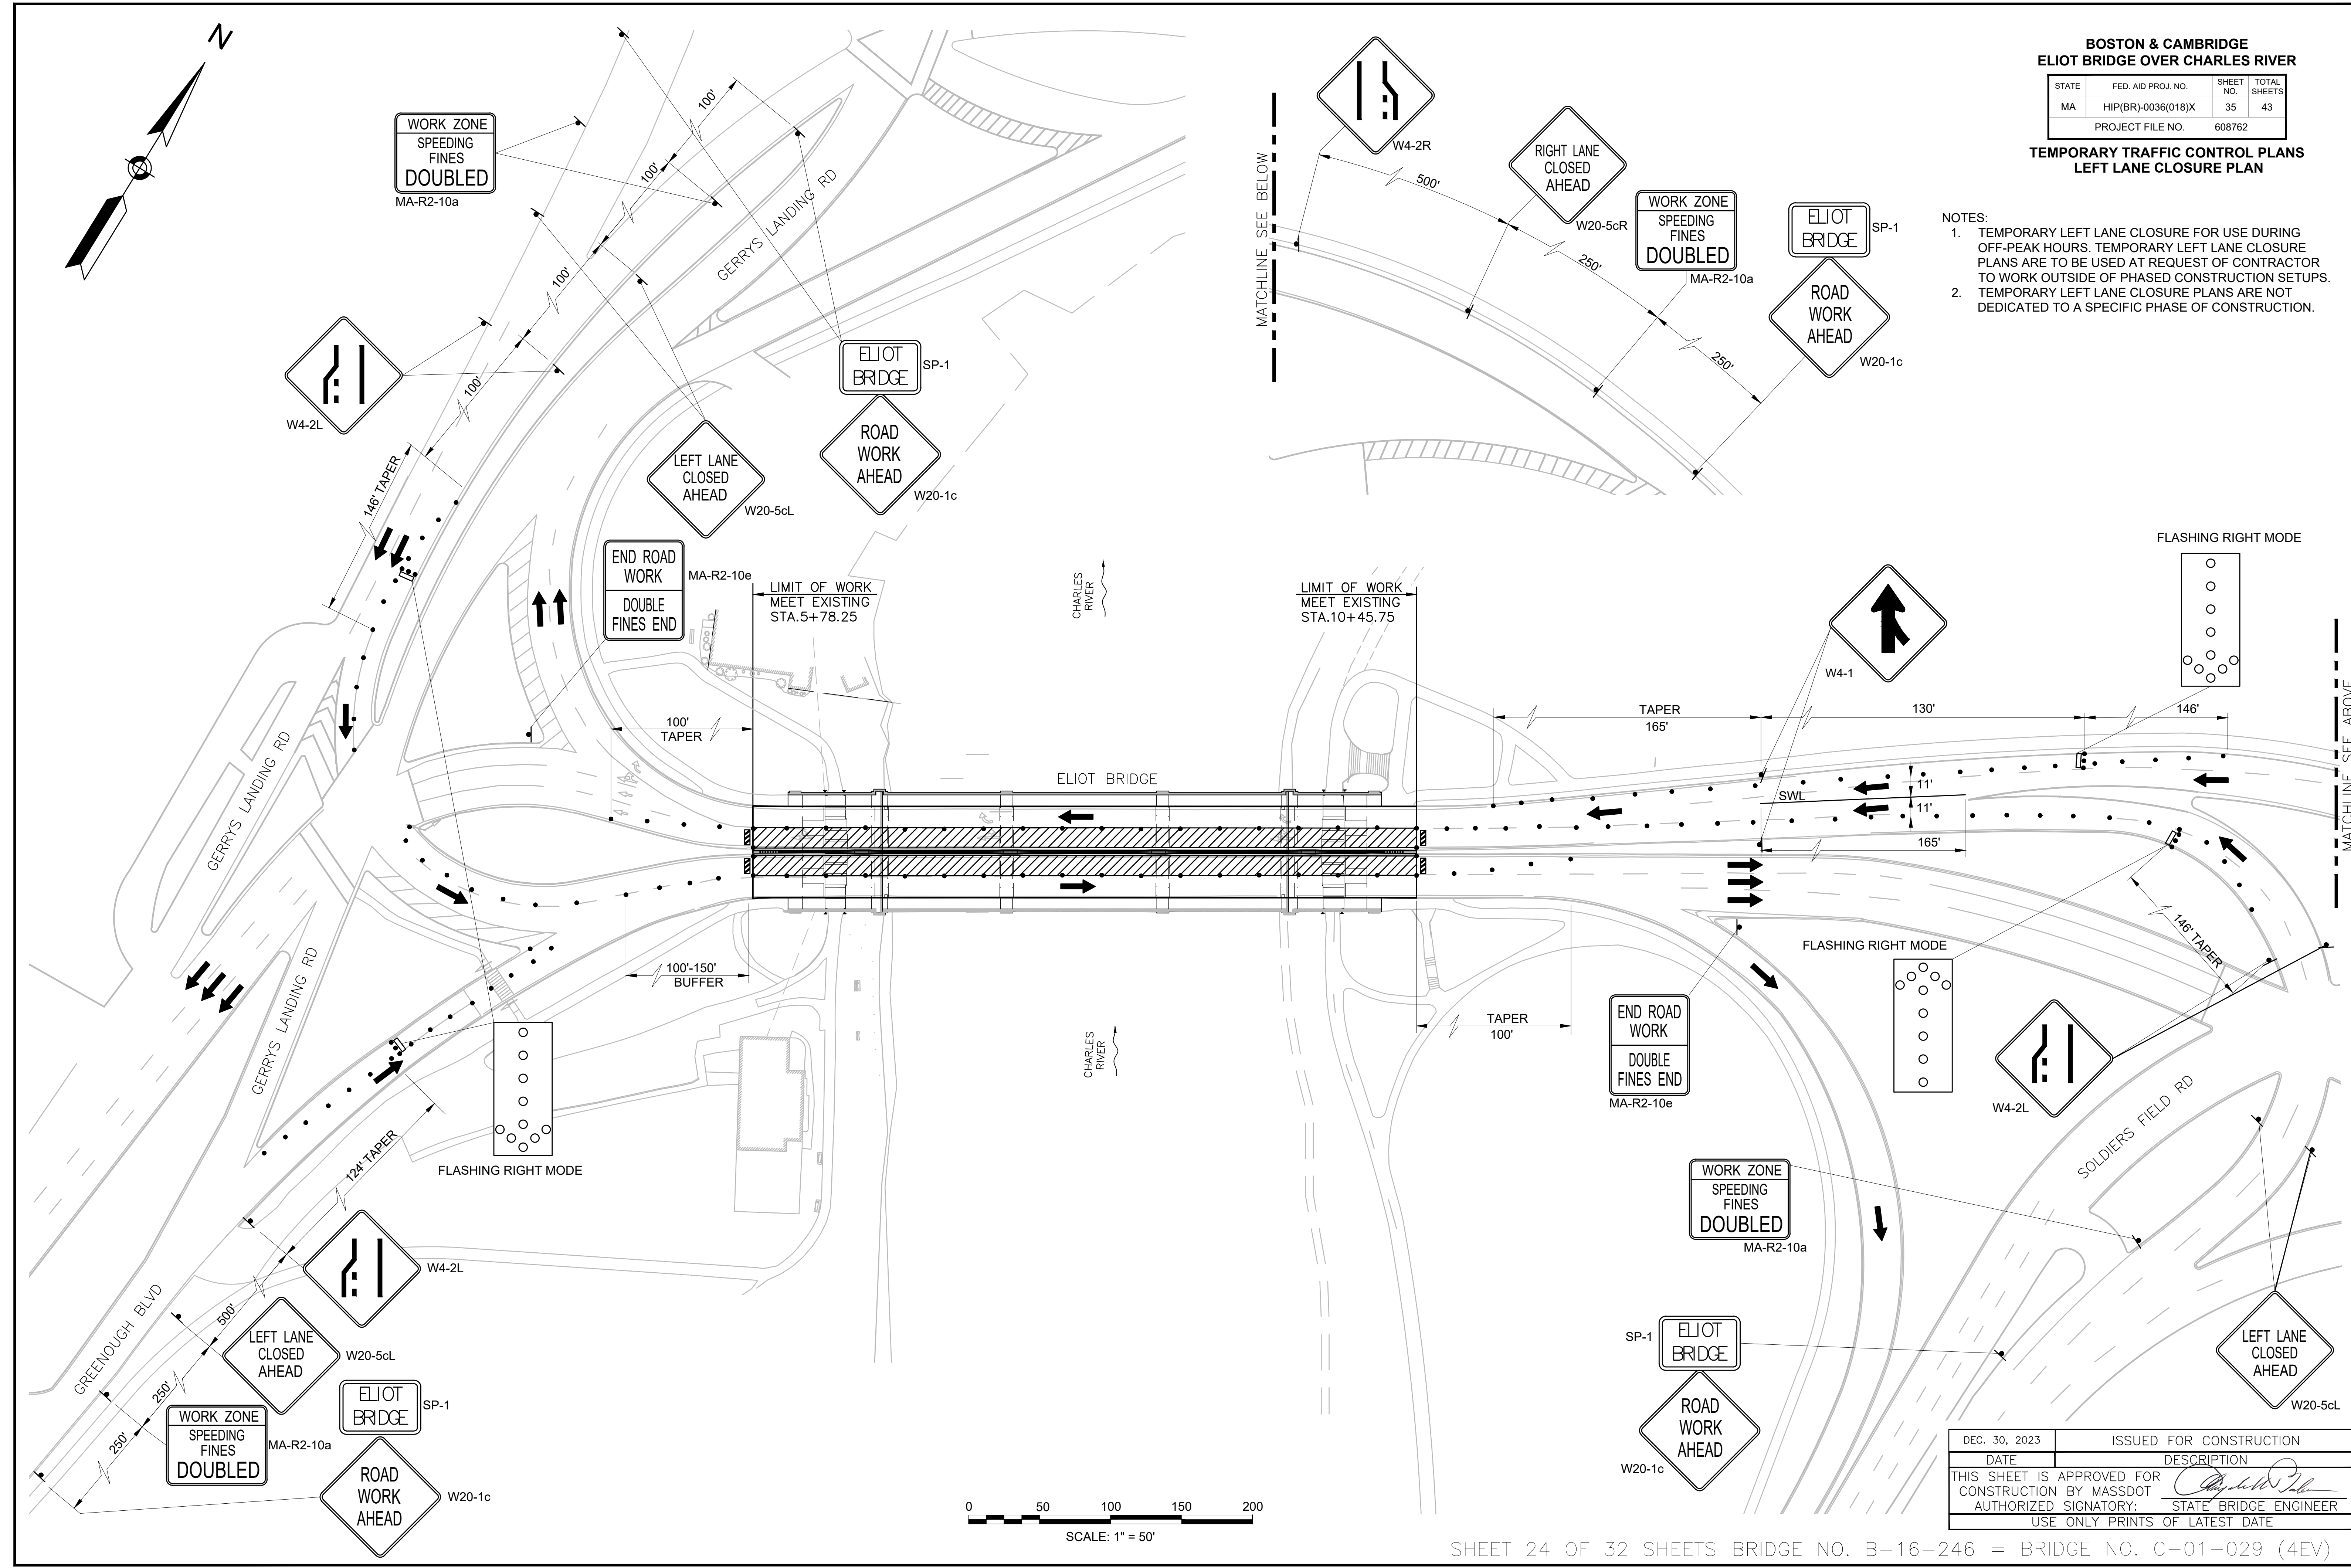 N
BOSTON & CAMBRIDGE
ELIOT BRIDGE OVER CHARLES RIVER
STATE FED. AID PROJ. NO. SHEET NO. TOTAL SHEETS
MA HIP(BR)-0036(018)X 35 43
PROJECT FILE NO. 608762
TEMPORARY TRAFFIC CONTROL PLANS
LEFT LANE CLOSURE PLAN
NOTES:
1. TEMPORARY LEFT LANE CLOSURE FOR USE DURING
OFF-PEAK HOURS. TEMPORARY LEFT LANE CLOSURE
PLANS ARE TO BE USED AT REQUEST OF CONTRACTOR
TO WORK OUTSIDE OF PHASED CONSTRUCTION SETUPS.
2. TEMPORARY LEFT LANE CLOSURE PLANS ARE NOT
DEDICATED TO A SPECIFIC PHASE OF CONSTRUCTION.
MATCHLINE SEE BELOW
W4-2R
500'
RIGHT LANE
CLOSED
AHEAD
W20-5cR
250'
WORK ZONE
SPEEDING
FINES
DOUBLED
MA-R2-10a
250'
ELIOT
BRIDGE
SP-1
ROAD
WORK
AHEAD
W20-1c
WORK ZONE
SPEEDING
FINES
DOUBLED
MA-R2-10a
100'
100'
100'
100'
GERRYS LANDING RD
W4-2L
146' TAPER
ELIOT
BRIDGE
SP-1
ROAD
WORK
AHEAD
W20-1c
LEFT LANE
CLOSED
AHEAD
W20-5cL
END ROAD
WORK
DOUBLE
FINES END
MA-R2-10e
LIMIT OF WORK
MEET EXISTING
STA.5+78.25
CHARLES
RIVER
LIMIT OF WORK
MEET EXISTING
STA.10+45.75
FLASHING RIGHT MODE
W4-1
MATCHLINE SEE ABOVE
100'
TAPER
ELIOT BRIDGE
TAPER
165'
130'
146'
SWL
11'
11'
165'
GERRYS LANDING RD
GERRYS LANDING RD
100'-150'
BUFFER
TAPER
100'
CHARLES
RIVER
END ROAD
WORK
DOUBLE
FINES END
MA-R2-10e
FLASHING RIGHT MODE
146' TAPER
W4-2L
FLASHING RIGHT MODE
124' TAPER
W4-2L
500'
LEFT LANE
CLOSED
AHEAD
W20-5cL
GREENOUGH BLVD
250'
WORK ZONE
SPEEDING
FINES
DOUBLED
MA-R2-10a
250'
ELIOT
BRIDGE
SP-1
ROAD
WORK
AHEAD
W20-1c
SOLDIERS FIELD RD
WORK ZONE
SPEEDING
FINES
DOUBLED
MA-R2-10a
SP-1
ELIOT
BRIDGE
ROAD
WORK
AHEAD
W20-1c
LEFT LANE
CLOSED
AHEAD
W20-5cL
0 50 100 150 200
SCALE: 1" = 50'
DEC. 30, 2023 ISSUED FOR CONSTRUCTION
DATE DESCRIPTION
THIS SHEET IS APPROVED FOR
CONSTRUCTION BY MASSDOT
AUTHORIZED SIGNATORY: STATE BRIDGE ENGINEER
USE ONLY PRINTS OF LATEST DATE
SHEET 24 OF 32 SHEETS BRIDGE NO. B-16-246 = BRIDGE NO. C-01-029 (4EV)